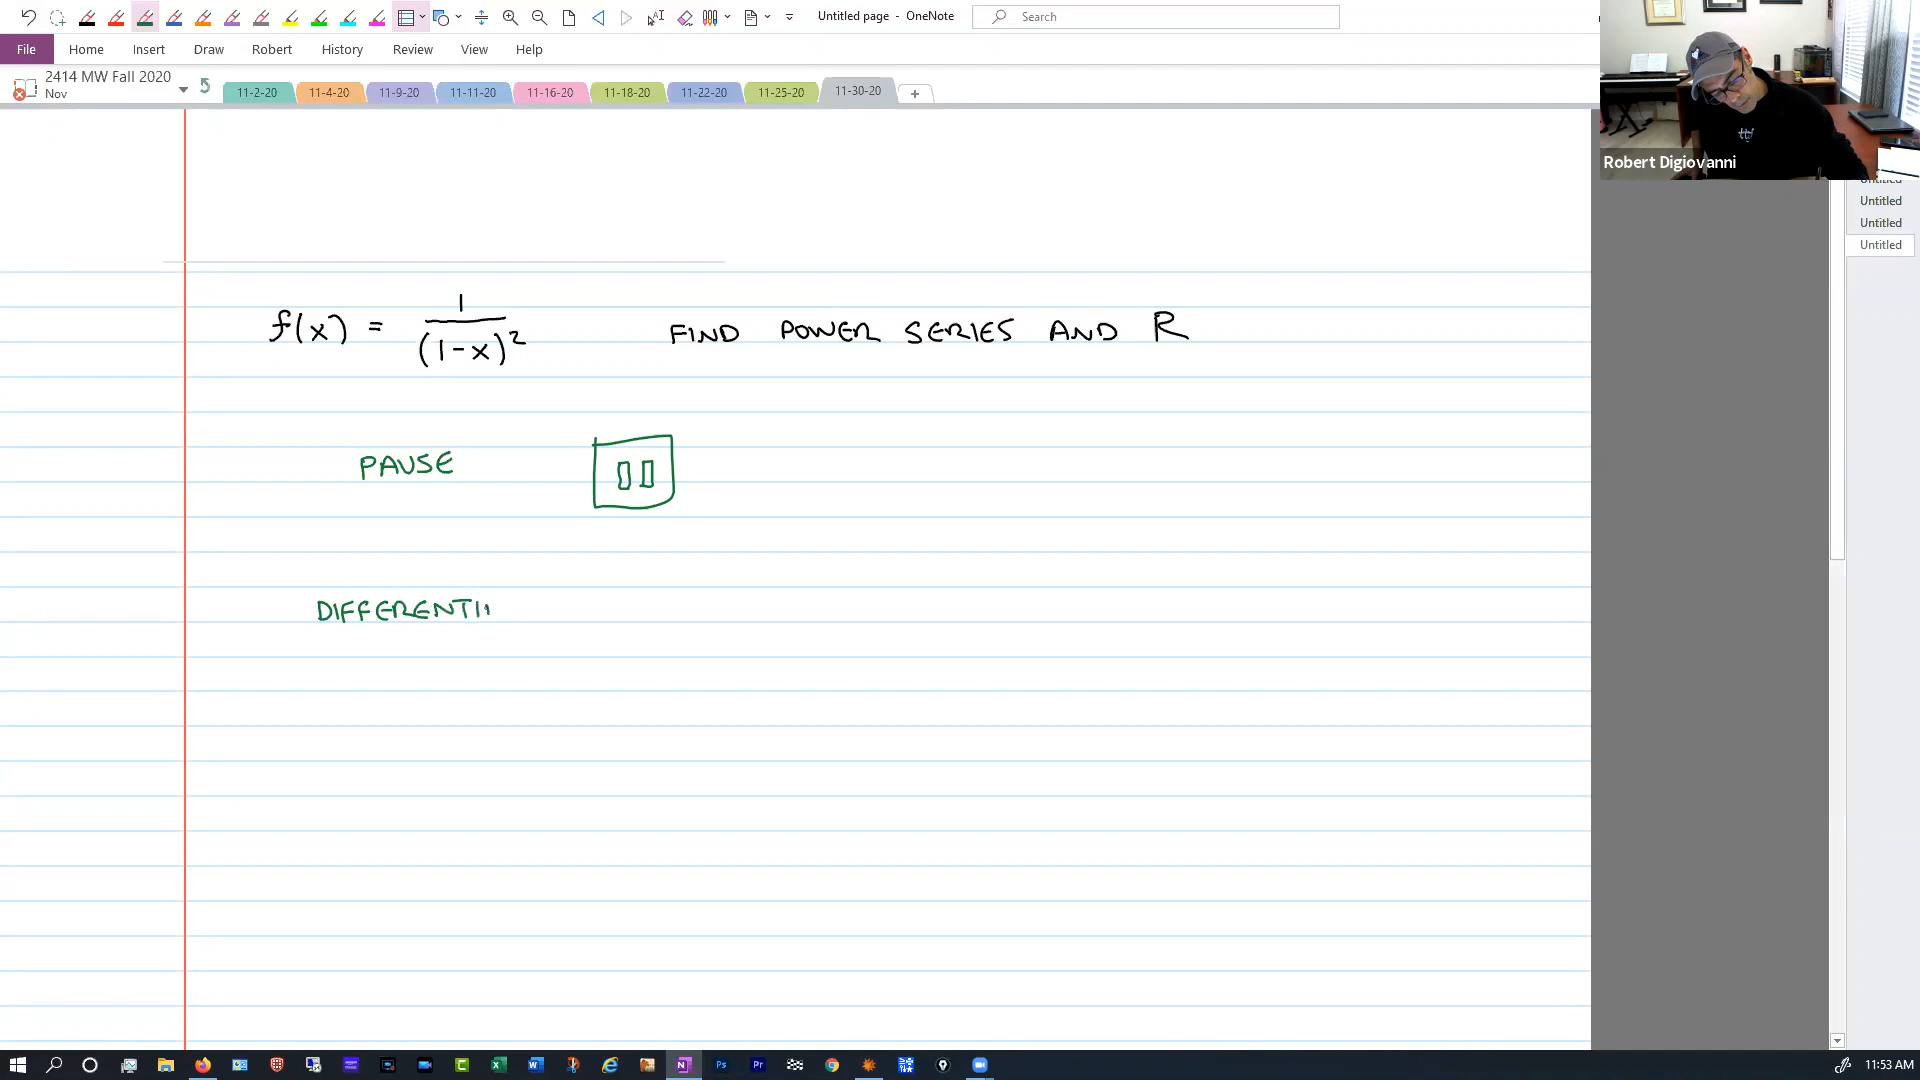 Untitled page - OneNote
Search
File Home Insert Draw Robert History Review View Help
2414 MW Fall 2020
Nov
11-2-20 11-4-20 11-9-20 11-11-20 11-16-20 11-18-20 11-22-20 11-25-20 11-30-20
Robert Digiovanni
Untitled
Untitled
Untitled
Untitled
f(x) = 1/(1-x)² FIND POWER SERIES AND R
PAUSE
DIFFERENTI
11:53 AM